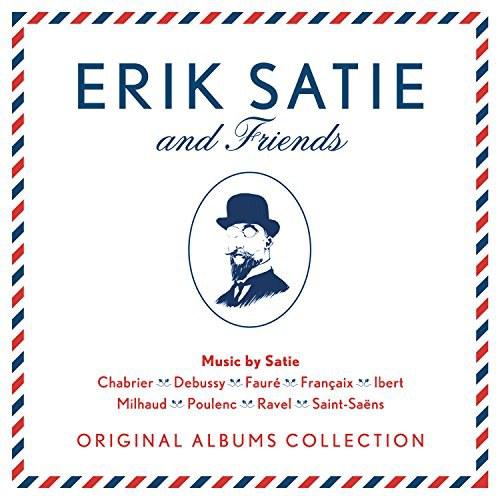 ERIK SATIE
and Friends
Music by Satie
Chabrier Debussy Fauré Françaix Ibert
Milhaud Poulenc Ravel Saint-Saëns
ORIGINAL ALBUMS COLLECTION